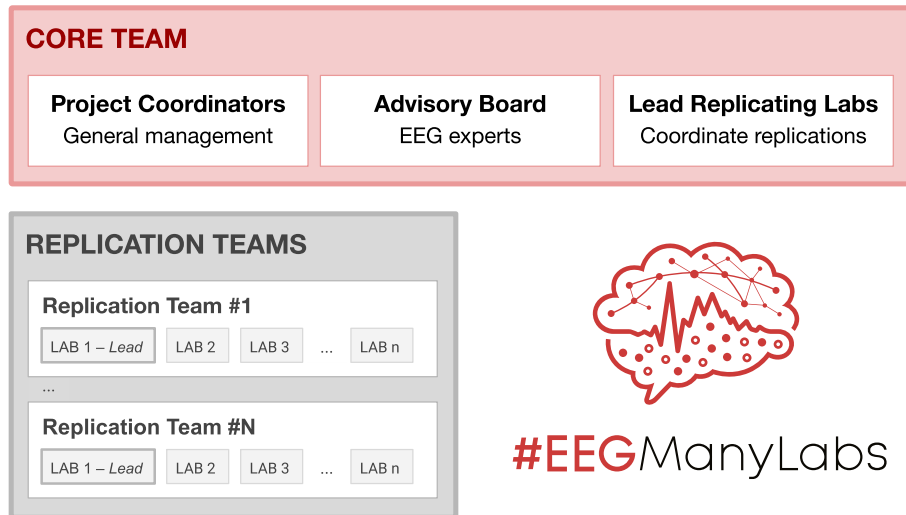 CORE TEAM
Project Coordinators
General management
Advisory Board
EEG experts
Lead Replicating Labs
Coordinate replications
REPLICATION TEAMS
Replication Team #1
LAB 1 – Lead
LAB 2
LAB 3
...
LAB n
...
Replication Team #N
LAB 1 – Lead
LAB 2
LAB 3
...
LAB n
#EEGManyLabs